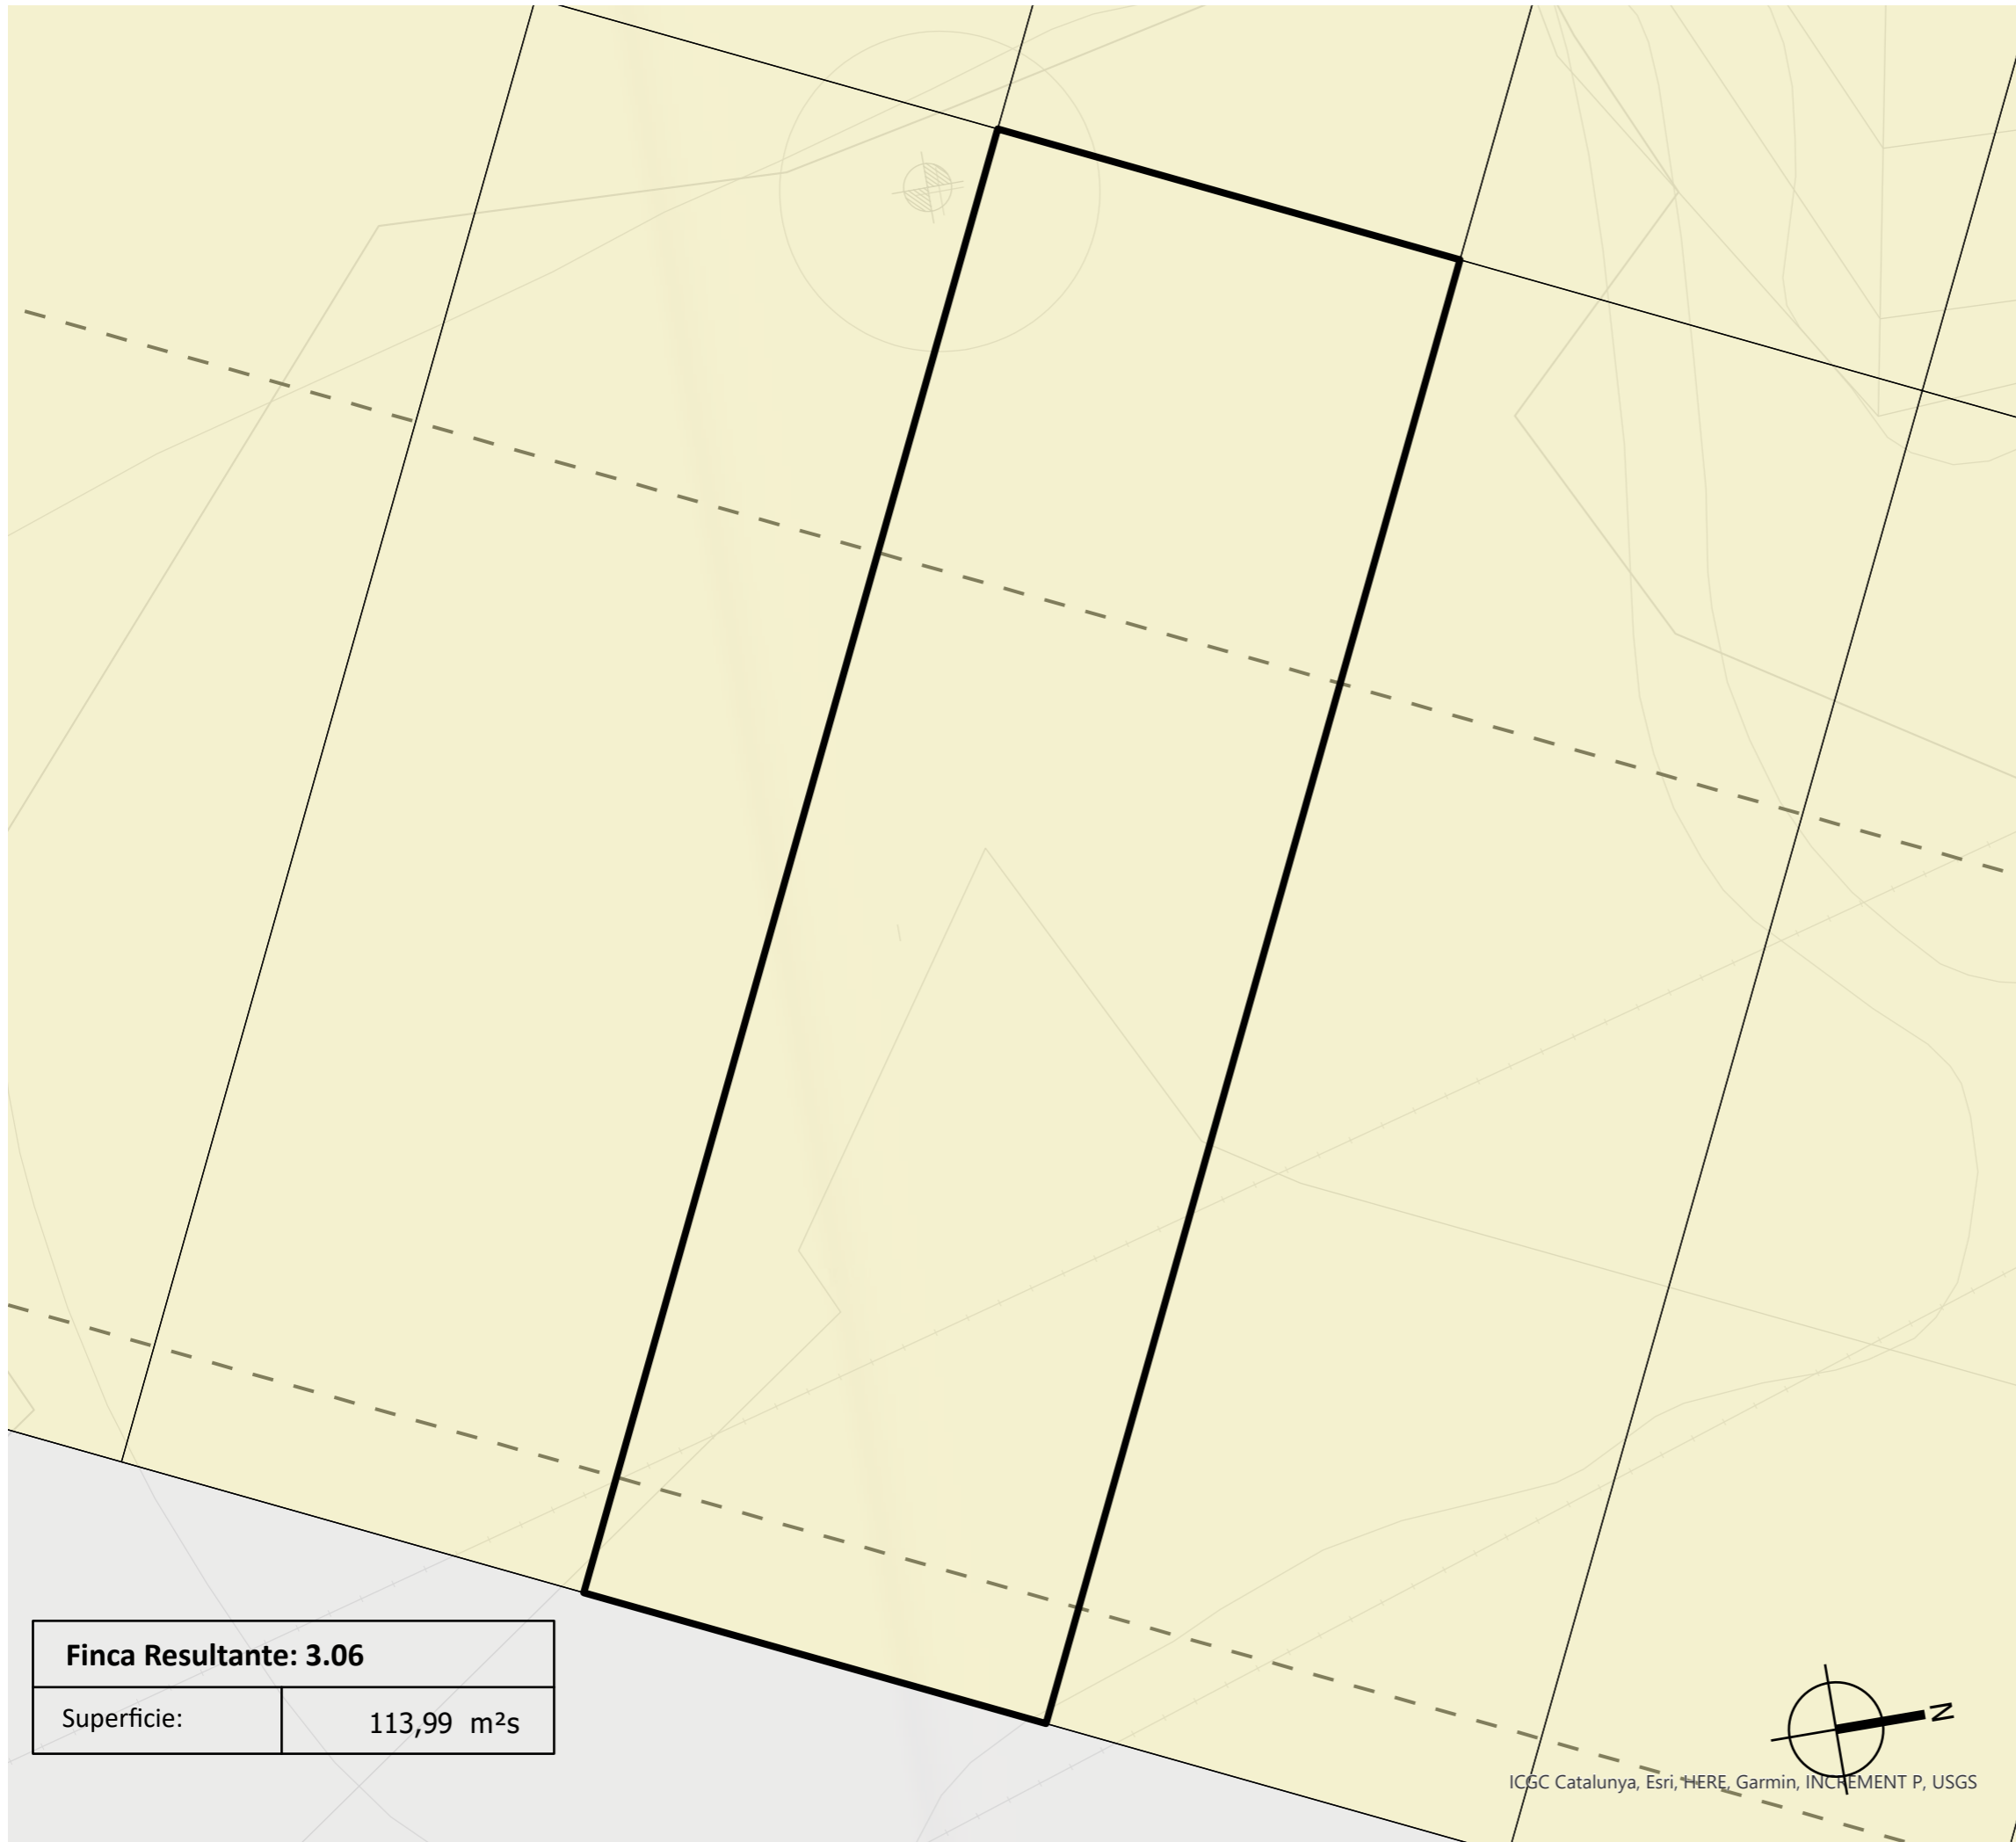 Finca Resultante: 3.06
Superficie: 113,99 m²s
N
ICGC Catalunya, Esri, HERE, Garmin, INCREMENT P, USGS